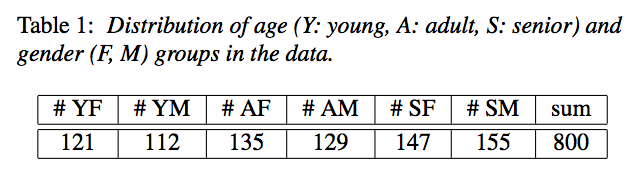 Table 1: Distribution of age (Y: young, A: adult, S: senior) and
gender (F, M) groups in the data.
# YF # YM # AF # AM # SF # SM sum
121 112 135 129 147 155 800